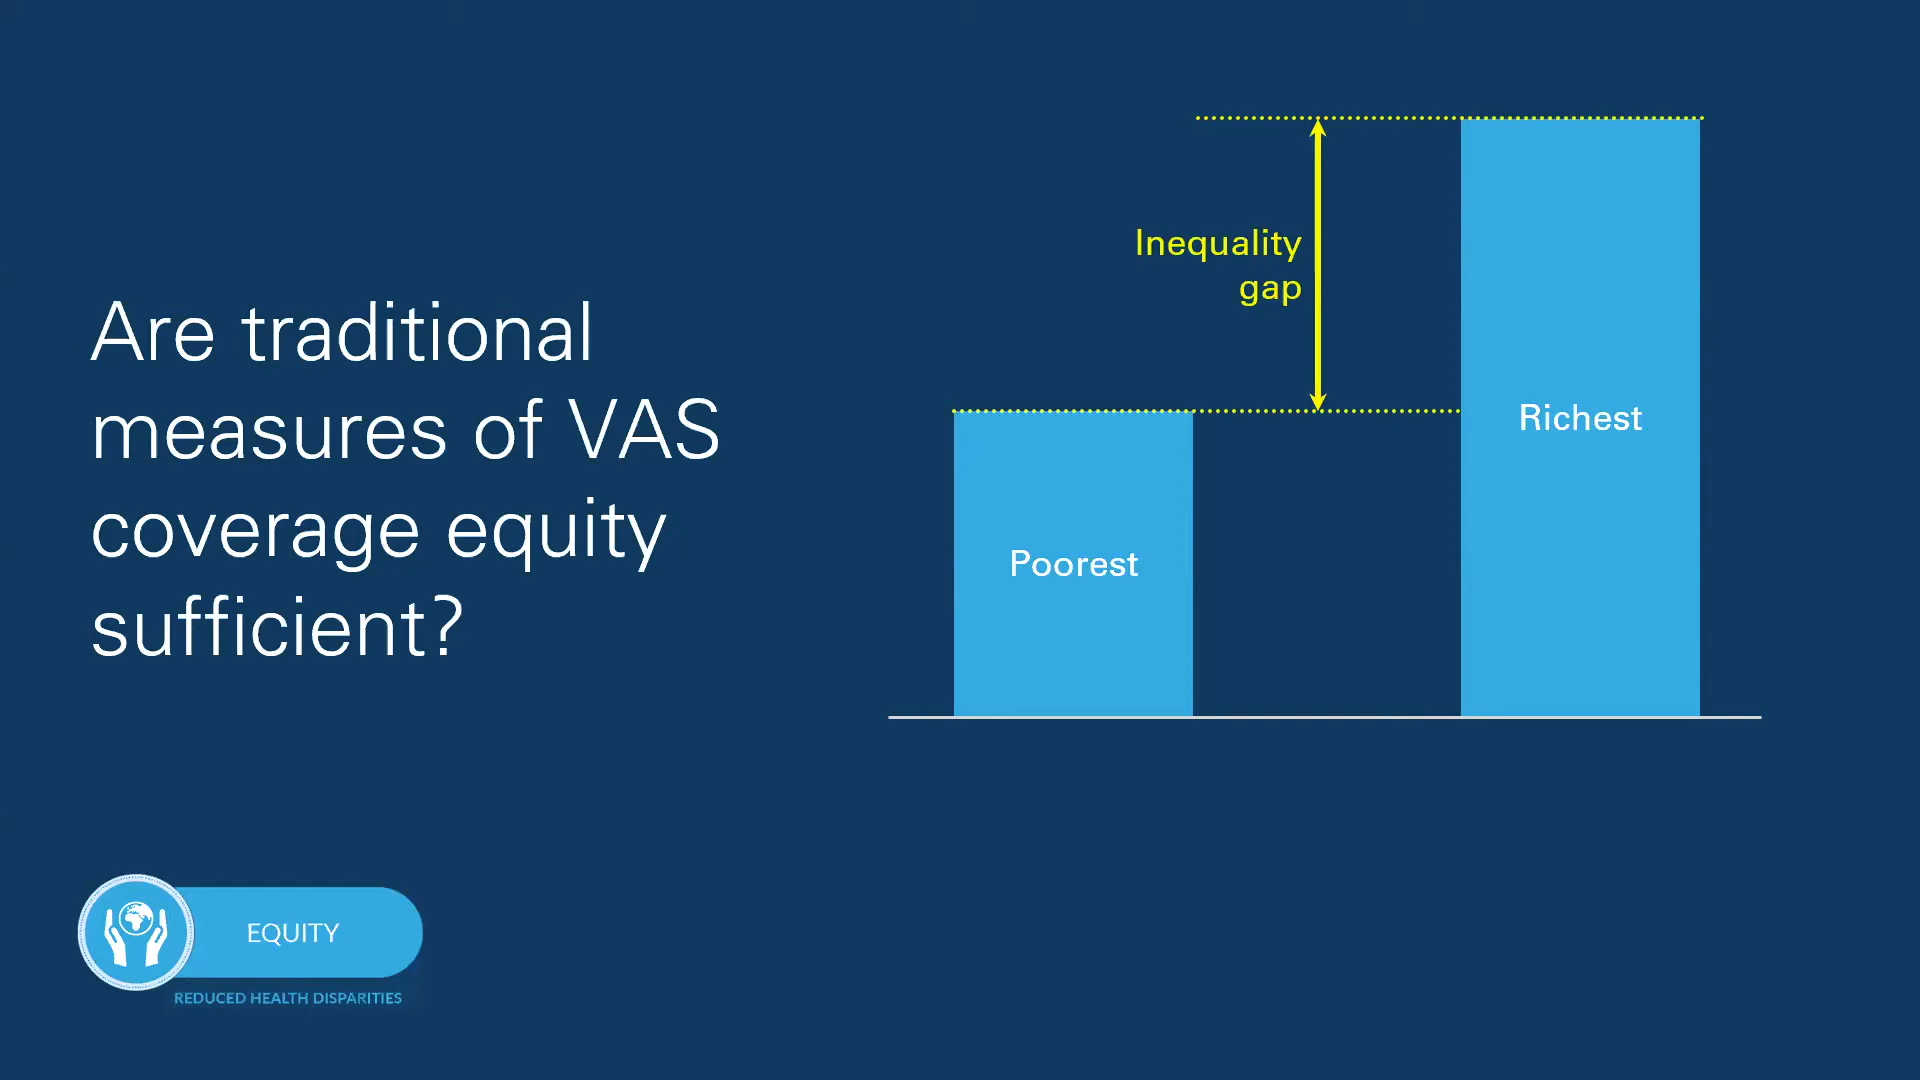 Are traditional
measures of VAS
coverage equity
sufficient?
Inequality
gap
Poorest
Richest
EQUITY
REDUCED HEALTH DISPARITIES